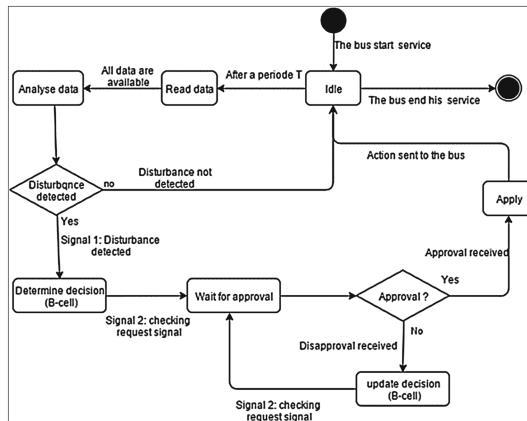 The bus start service
All data are
available
After a periode T
Analyse data
Read data
Idle
The bus end his service
Disturbqnce
detected
no
Disturbance not
detected
Action sent to the bus
Yes
Signal 1: Disturbance
detected
Apply
Approval received
Determine decision
(B-cell)
Wait for approval
Approval ?
Yes
Signal 2: checking
request signal
No
Disapproval received
update decision
(B-cell)
Signal 2: checking
request signal